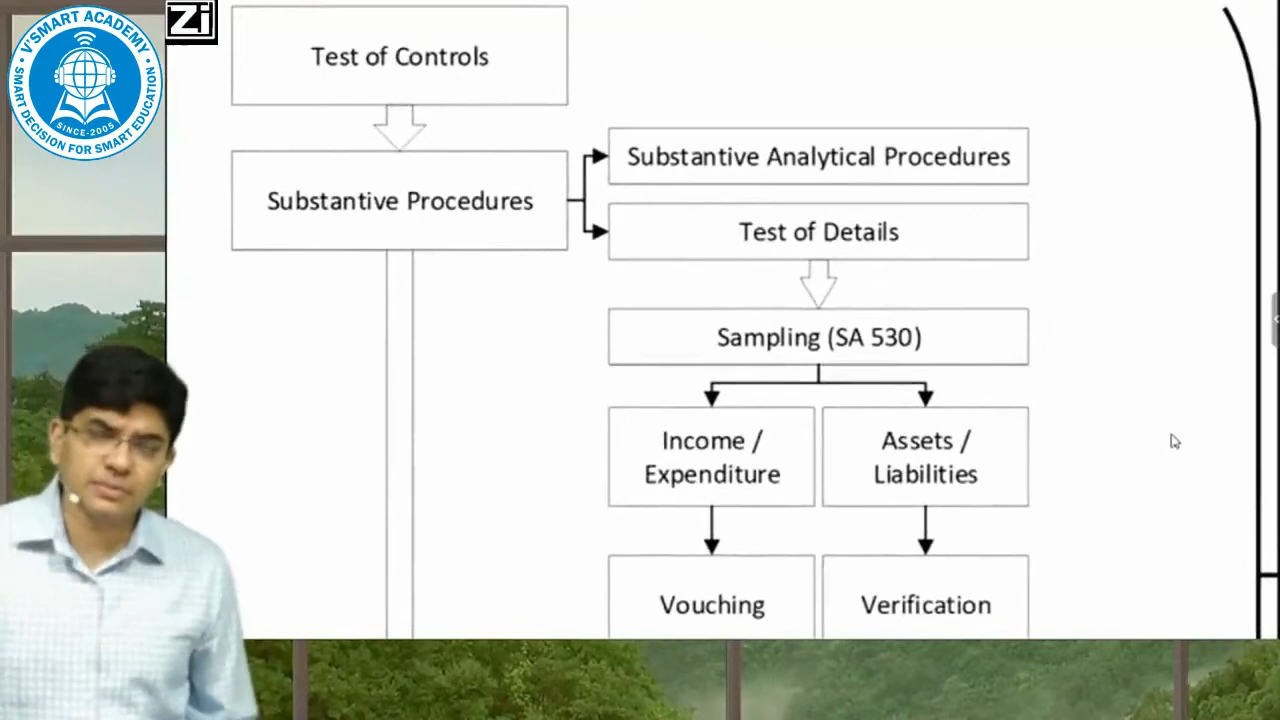 V'SMART ACADEMY
SINCE-2005
SMART DECISION FOR SMART EDUCATION
Zi
Test of Controls
Substantive Procedures
Substantive Analytical Procedures
Test of Details
Sampling (SA 530)
Income /
Expenditure
Assets /
Liabilities
Vouching
Verification